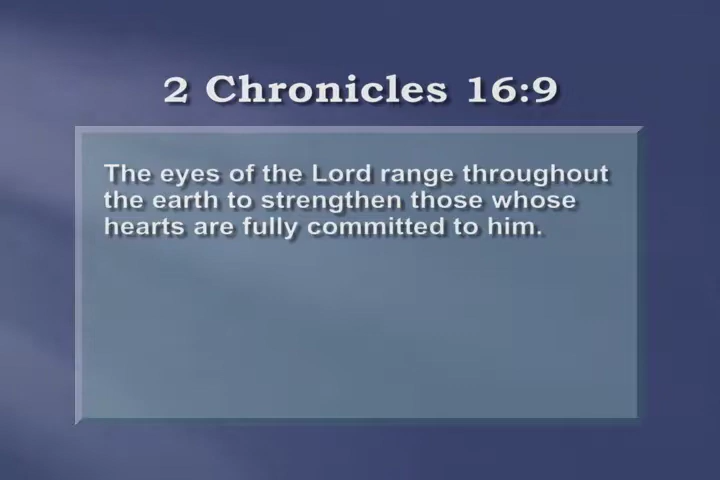 2 Chronicles 16:9
The eyes of the Lord range throughout
the earth to strengthen those whose
hearts are fully committed to him.